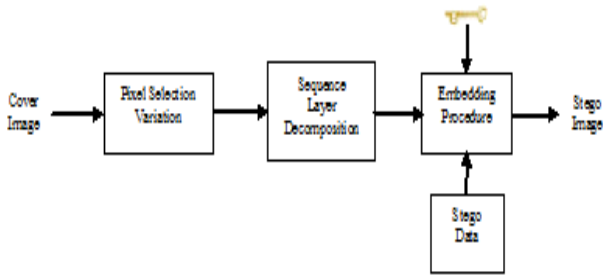 Cover
Image
Pixel Selection
Variation
Sequence
Layer
Decomposition
Embedding
Procedure
Stego
Image
Stego
Data